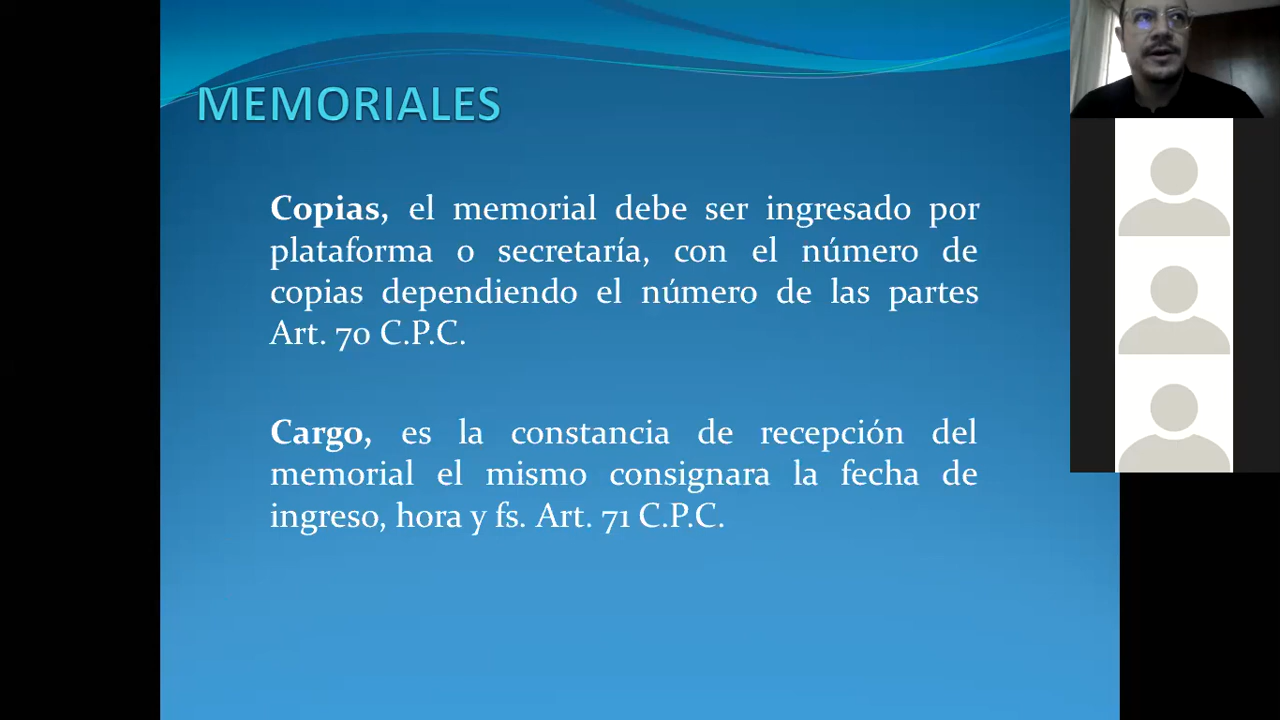 MEMORIALES
Copias, el memorial debe ser ingresado por
plataforma o secretaría, con el número de
copias dependiendo el número de las partes
Art. 70 C.P.C.
Cargo, es la constancia de recepción del
memorial el mismo consignara la fecha de
ingreso, hora y fs. Art. 71 C.P.C.